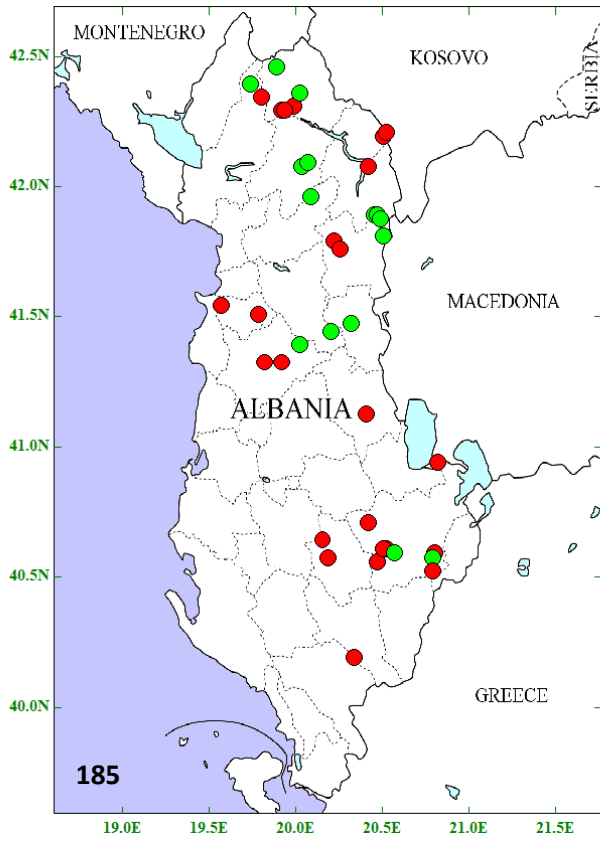 MONTENEGRO
42.5N
KOSOVO
SERBIA
42.0N
41.5N
MACEDONIA
ALBANIA
41.0N
40.5N
40.0N
GREECE
185
19.0E 19.5E 20.0E 20.5E 21.0E 21.5E